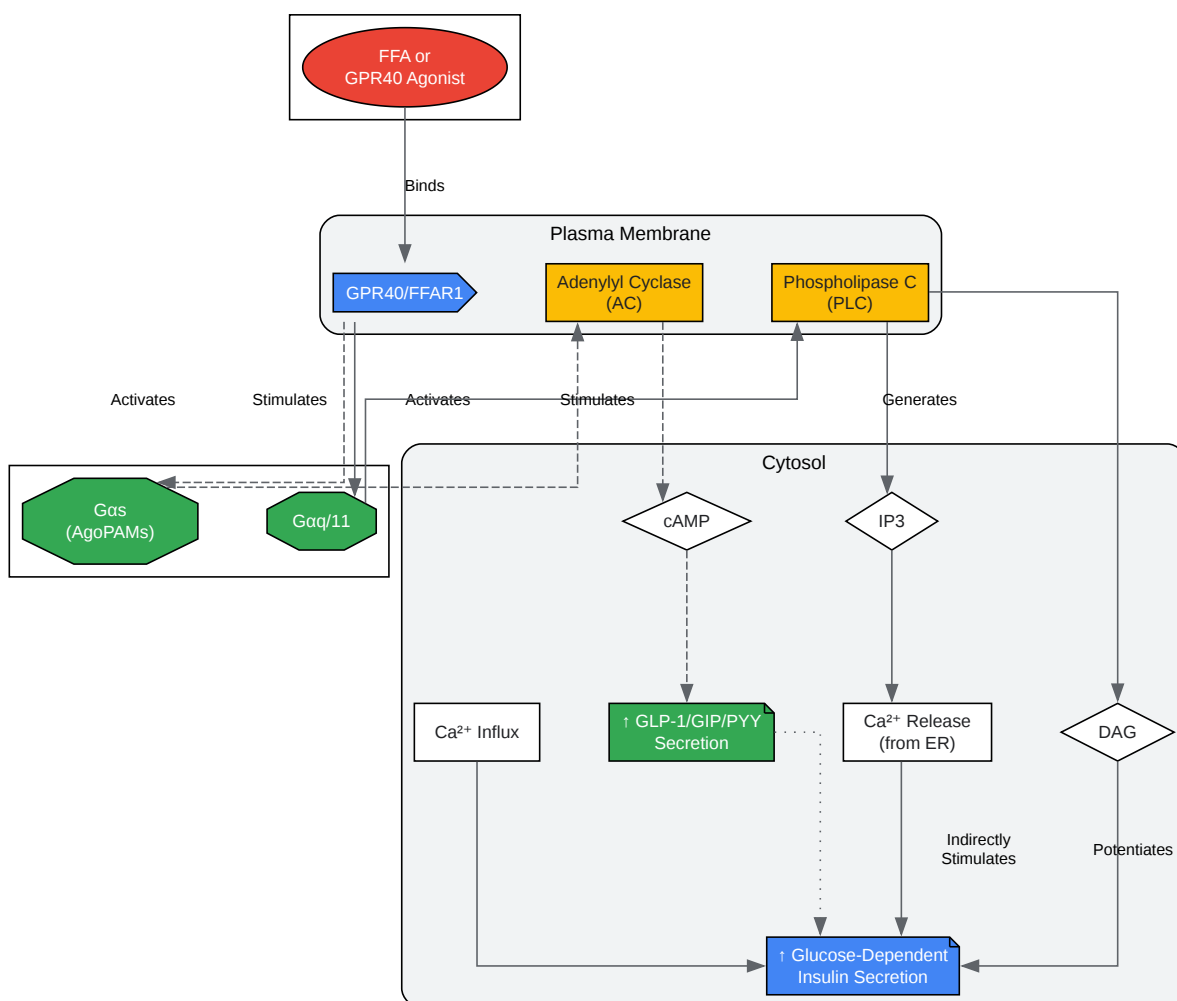 FFA or
GPR40 Agonist
Binds
Plasma Membrane
GPR40/FFAR1
Adenylyl Cyclase
(AC)
Phospholipase C
(PLC)
Activates
Stimulates
Activates
Stimulates
Generates
Cytosol
Gαs
(AgoPAMs)
Gαq/11
cAMP
IP3
Ca²⁺ Influx
↑ GLP-1/GIP/PYY
Secretion
Ca²⁺ Release
(from ER)
DAG
Indirectly
Stimulates
Potentiates
↑ Glucose-Dependent
Insulin Secretion